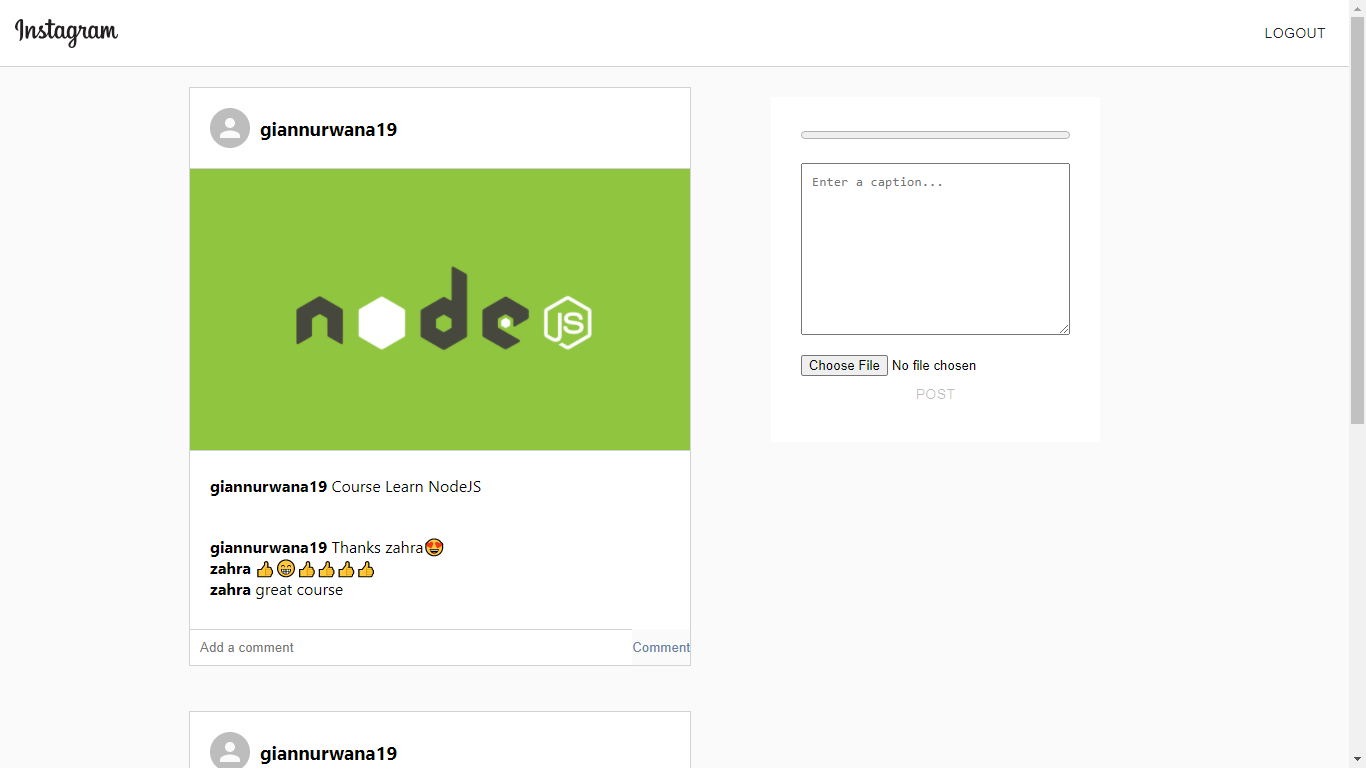 Instagram
LOGOUT
giannurwana19
node JS
giannurwana19 Course Learn NodeJS
giannurwana19 Thanks zahra😍
zahra 👍😁👍👍👍👍
zahra great course
Add a comment
Comment
giannurwana19
Enter a caption...
Choose File No file chosen
POST